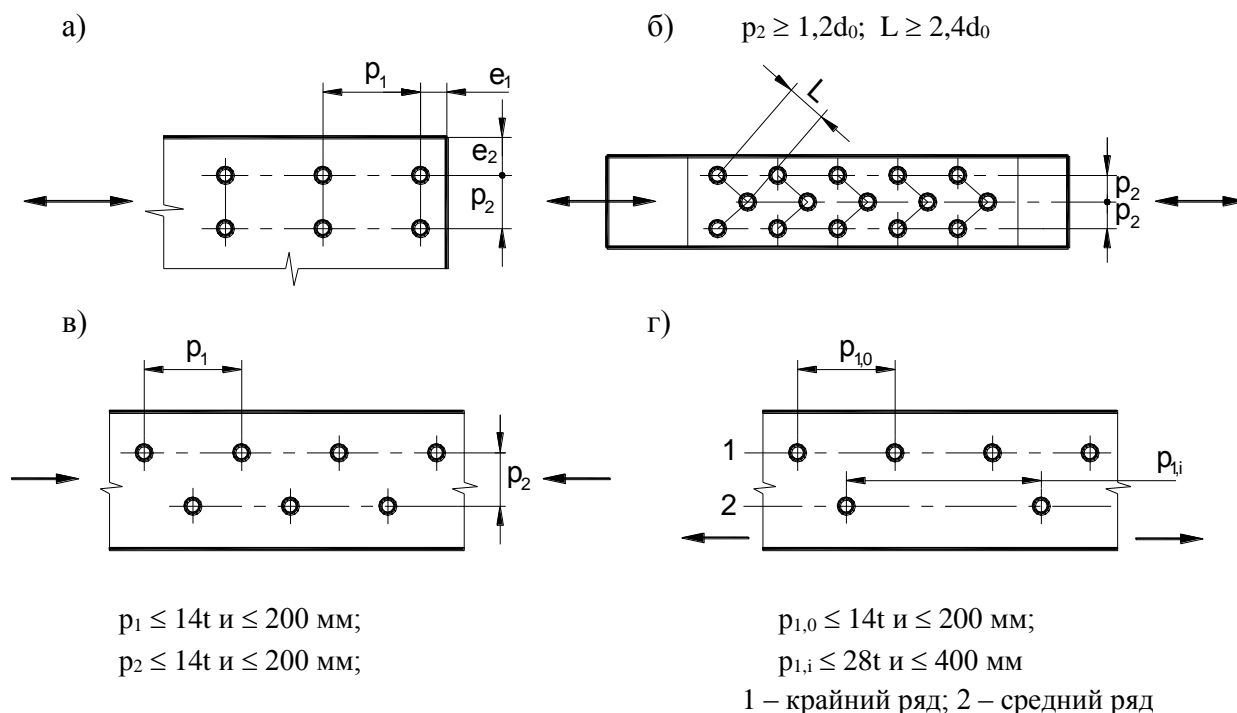 а)
б) p₂ ≥ 1,2d₀; L ≥ 2,4d₀
p₁ e₁
e₂
p₂
L
p₂
p₂
в)
г)
p₁
p₂
p₁,₀
1
p₁,ᵢ
2
p₁ ≤ 14t и ≤ 200 мм;
p₂ ≤ 14t и ≤ 200 мм;
p₁,₀ ≤ 14t и ≤ 200 мм;
p₁,ᵢ ≤ 28t и ≤ 400 мм
1 – крайний ряд; 2 – средний ряд